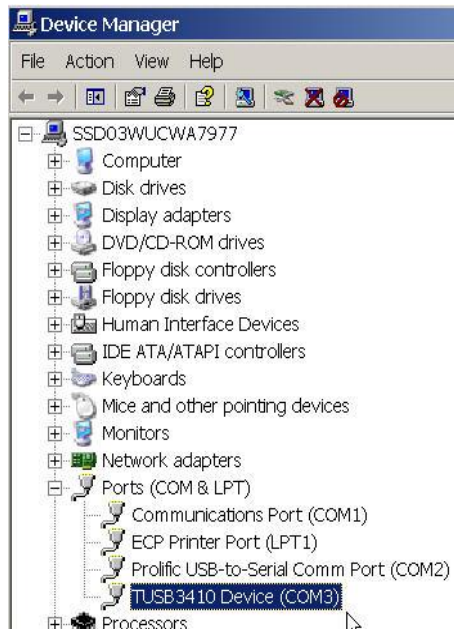 Device Manager
File Action View Help
SSD03WUCWA7977
Computer
Disk drives
Display adapters
DVD/CD-ROM drives
Floppy disk controllers
Floppy disk drives
Human Interface Devices
IDE ATA/ATAPI controllers
Keyboards
Mice and other pointing devices
Monitors
Network adapters
Ports (COM & LPT)
Communications Port (COM1)
ECP Printer Port (LPT1)
Prolific USB-to-Serial Comm Port (COM2)
TUSB3410 Device (COM3)
Processors